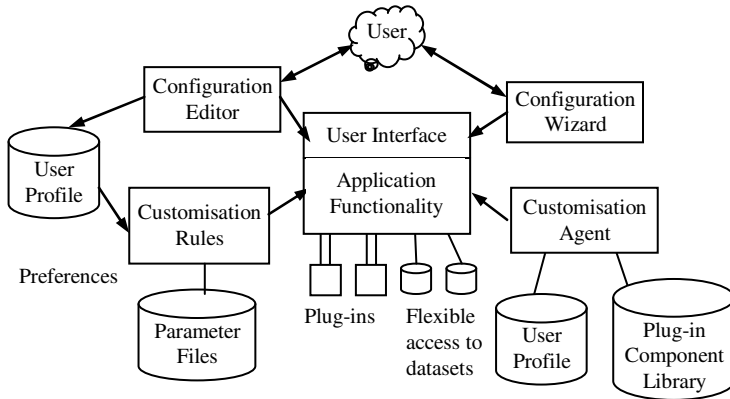 User
Configuration
Editor
Configuration
Wizard
User Interface
User
Profile
Application
Functionality
Customisation
Rules
Customisation
Agent
Preferences
Plug-ins
Flexible
access to
datasets
Parameter
Files
User
Profile
Plug-in
Component
Library